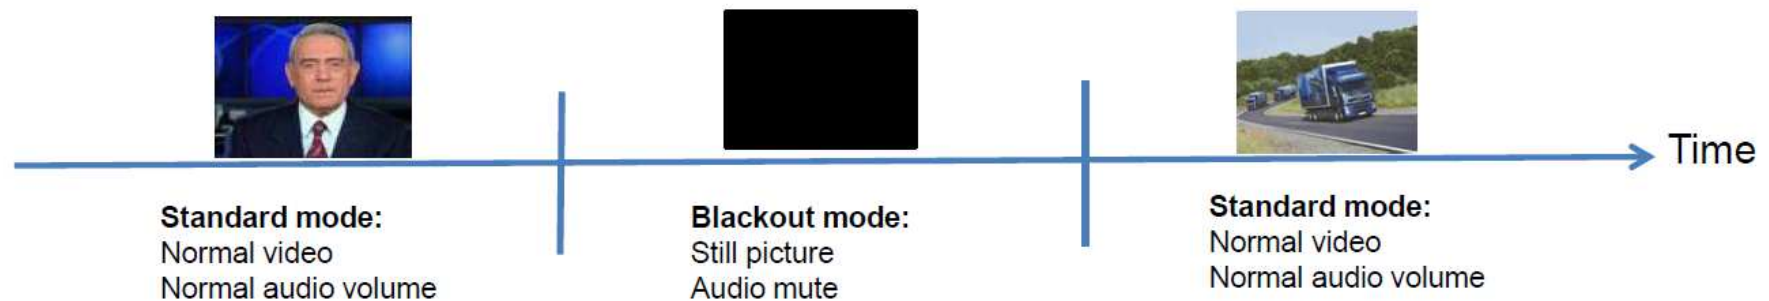 Time
Standard mode:
Normal video
Normal audio volume
Blackout mode:
Still picture
Audio mute
Standard mode:
Normal video
Normal audio volume